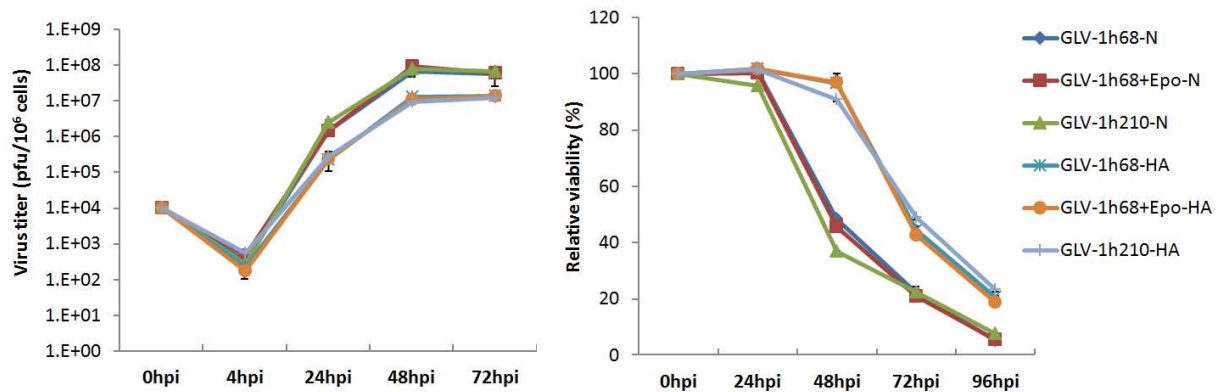 Virus titer (pfu/10⁶ cells)
1.E+09
1.E+08
1.E+07
1.E+06
1.E+05
1.E+04
1.E+03
1.E+02
1.E+01
1.E+00
0hpi 4hpi 24hpi 48hpi 72hpi
Relative viability (%)
120
100
80
60
40
20
0
0hpi 24hpi 48hpi 72hpi 96hpi
GLV-1h68-N
GLV-1h68+Epo-N
GLV-1h210-N
GLV-1h68-HA
GLV-1h68+Epo-HA
GLV-1h210-HA